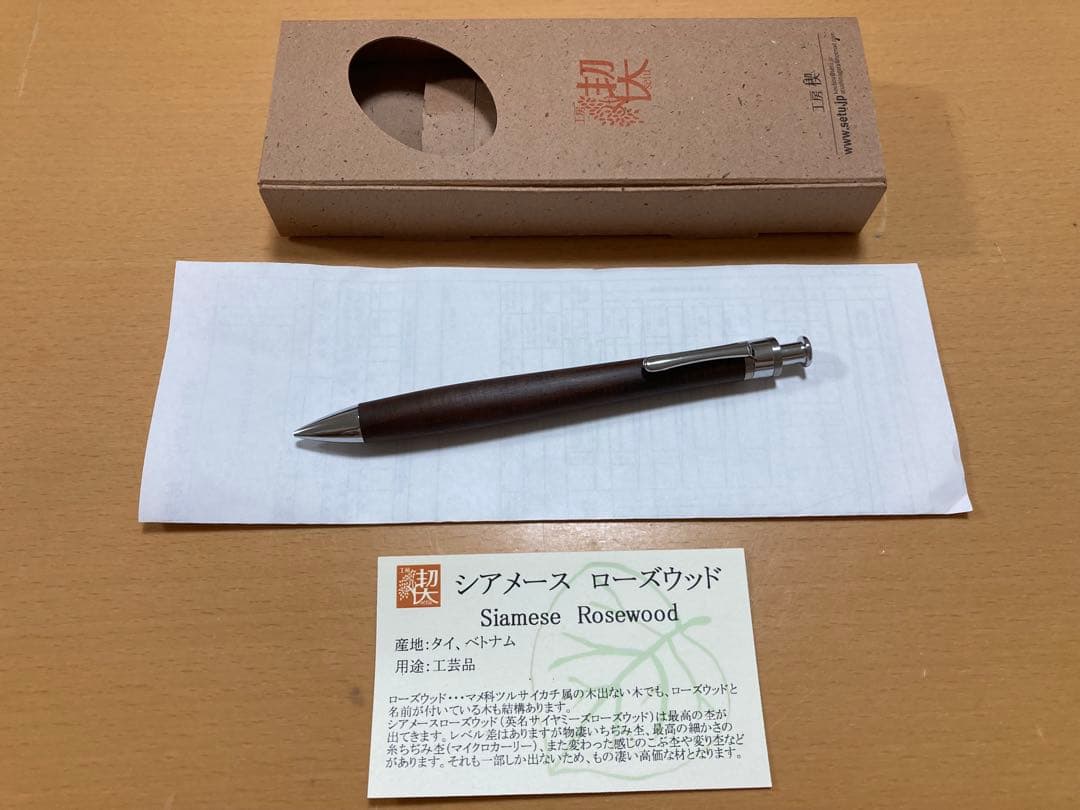 工房
楔
setu
工房 楔
www.setu.jp
工房
楔
setu
シアメース ローズウッド
Siamese Rosewood
産地:タイ、ベトナム
用途:工芸品
ローズウッド・・・マメ科ツルサイカチ属の木出ない木でも、ローズウッドと
名前が付いている木も結構あります。
シアメースローズウッド(英名サイヤミーズローズウッド)は最高の杢が
出てきます。レベル差はありますが物凄いちぢみ杢、最高の細かさの
糸ちぢみ杢(マイクロカーリー)、また変わった感じのこぶ杢や変り杢など
があります。それも一部しか出ないため、もの凄い高価な材となります。